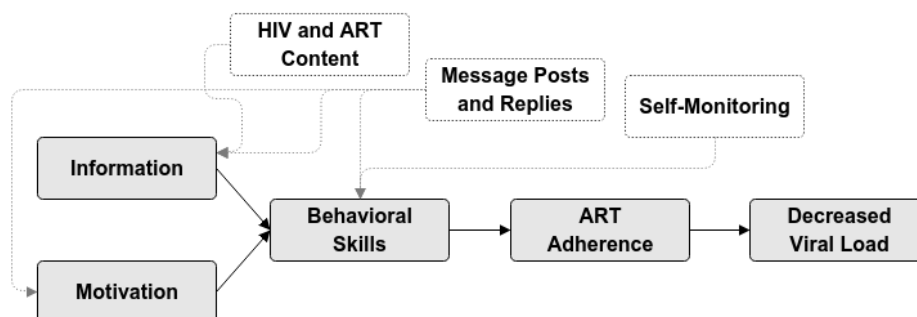 HIV and ART
Content
Message Posts
and Replies
Self-Monitoring
Information
Behavioral
Skills
ART
Adherence
Decreased
Viral Load
Motivation